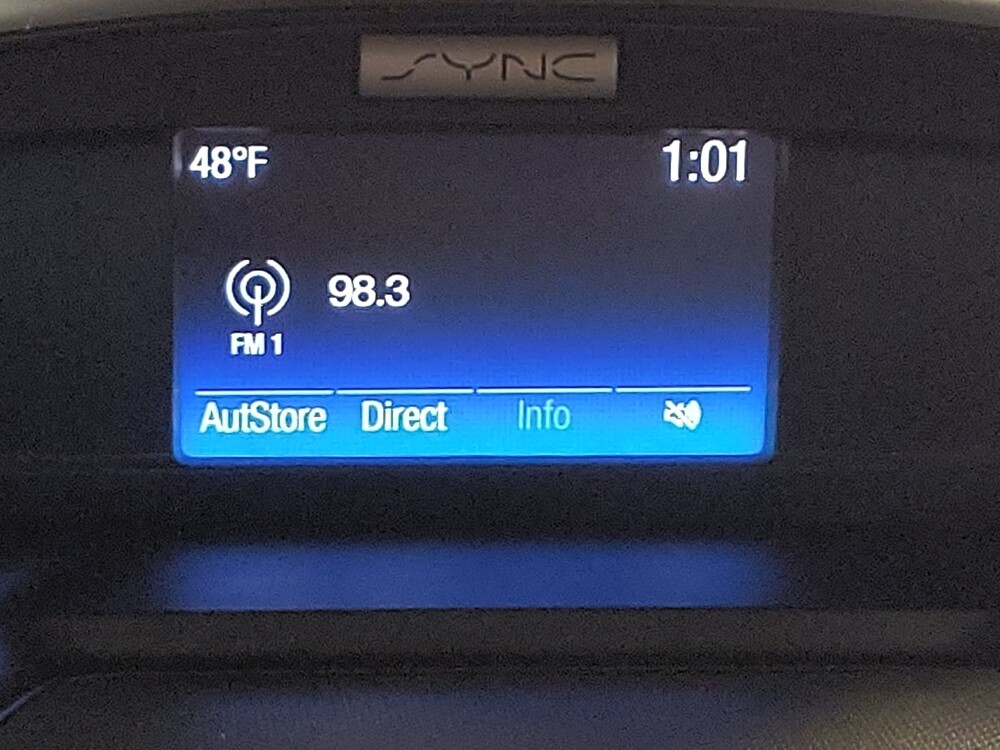 SYNC
48°F 1:01
98.3
FM 1
AutStore Direct Info